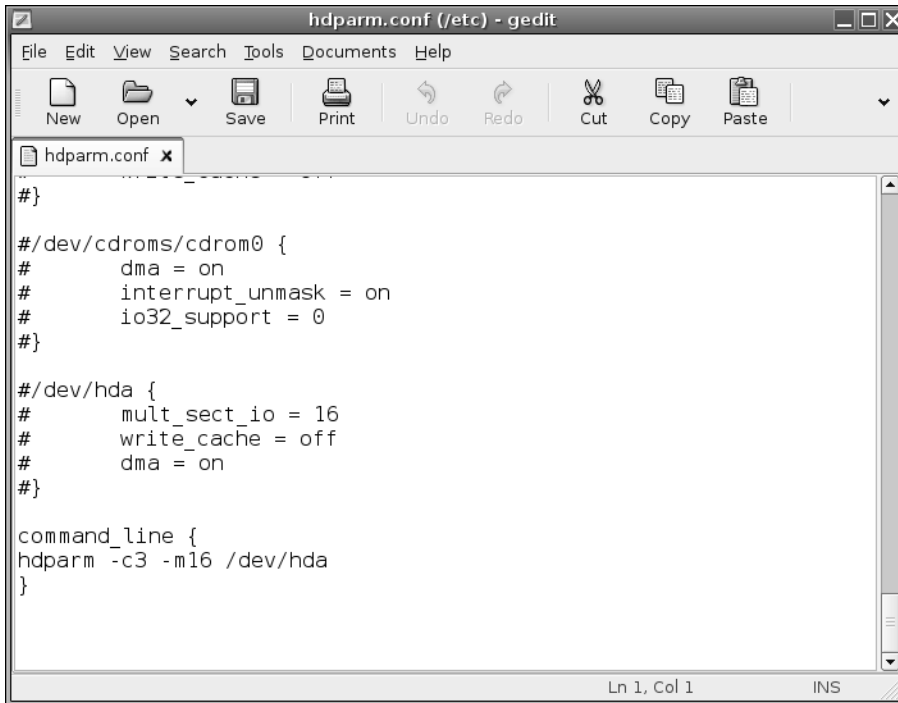 hdparm.conf (/etc) - gedit
File Edit View Search Tools Documents Help
New Open Save Print Undo Redo Cut Copy Paste
hdparm.conf
#}
#/dev/cdroms/cdrom0 {
#        dma = on
#        interrupt_unmask = on
#        io32_support = 0
#}
#/dev/hda {
#        mult_sect_io = 16
#        write_cache = off
#        dma = on
#}
command_line {
hdparm -c3 -m16 /dev/hda
}
Ln 1, Col 1 INS